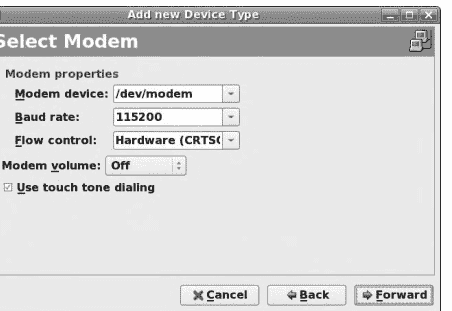 Add new Device Type
Select Modem
Modem properties
Modem device: /dev/modem
Baud rate: 115200
Flow control: Hardware (CRTS(
Modem volume: Off
Use touch tone dialing
Cancel Back Forward